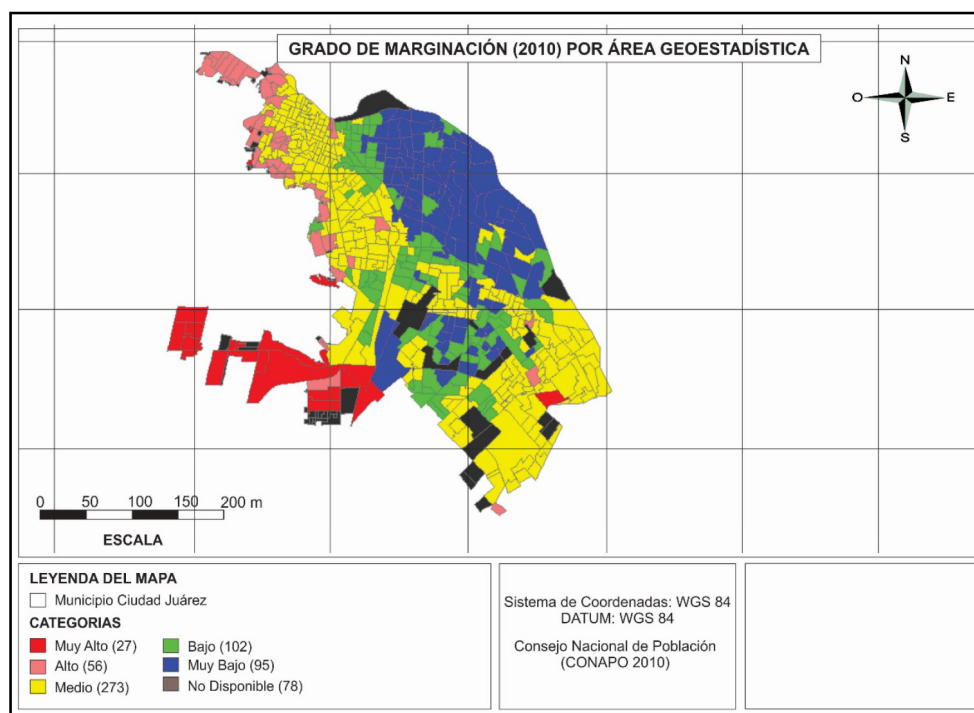 GRADO DE MARGINACIÓN (2010) POR ÁREA GEOESTADÍSTICA
N
O E
S
0 50 100 150 200 m
ESCALA
LEYENDA DEL MAPA
Municipio Ciudad Juárez
CATEGORIAS
Muy Alto (27)
Alto (56)
Medio (273)
Bajo (102)
Muy Bajo (95)
No Disponible (78)
Sistema de Coordenadas: WGS 84
DATUM: WGS 84
Consejo Nacional de Población
(CONAPO 2010)